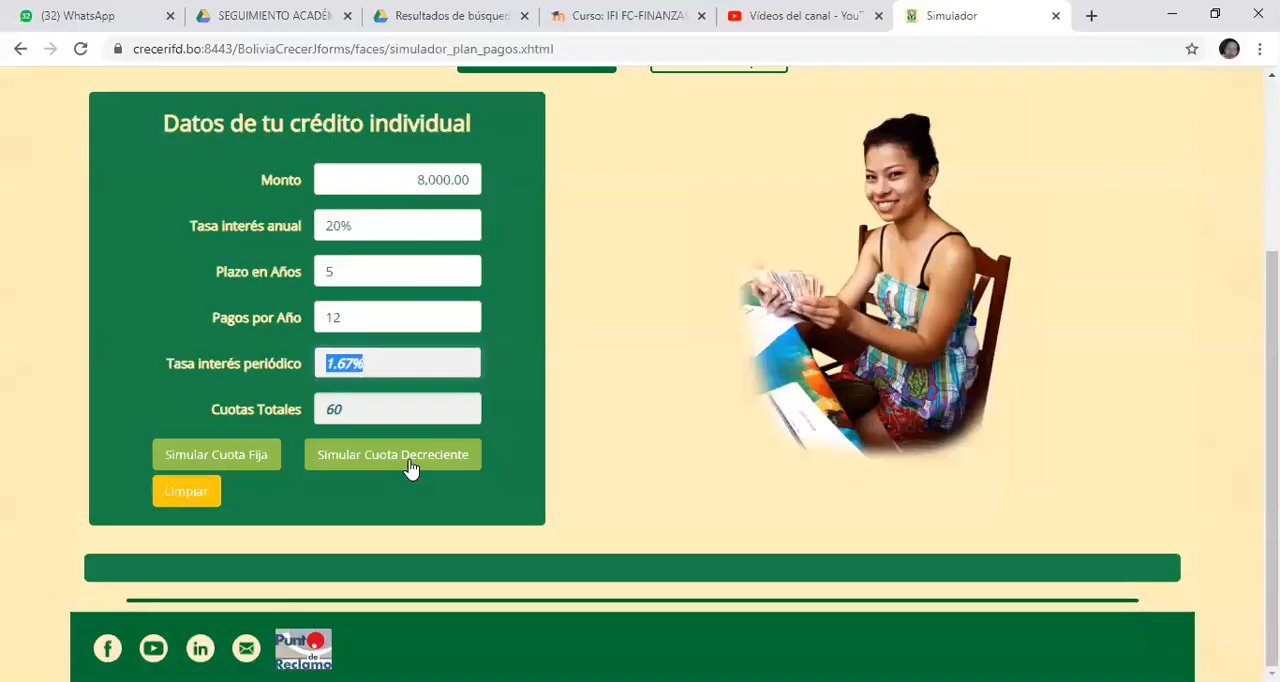 (32) WhatsApp
SEGUIMIENTO ACADÉM
Resultados de búsqued
Curso: IFI FC-FINANZA
Vídeos del canal - YouT
Simulador
crecerifd.bo:8443/BoliviaCrecerJforms/faces/simulador_plan_pagos.xhtml
Datos de tu crédito individual
Monto 8,000.00
Tasa interés anual 20%
Plazo en Años 5
Pagos por Año 12
Tasa interés periódico 1.67%
Cuotas Totales 60
Simular Cuota Fija Simular Cuota Decreciente
Limpiar
Punto
de
Reclamo